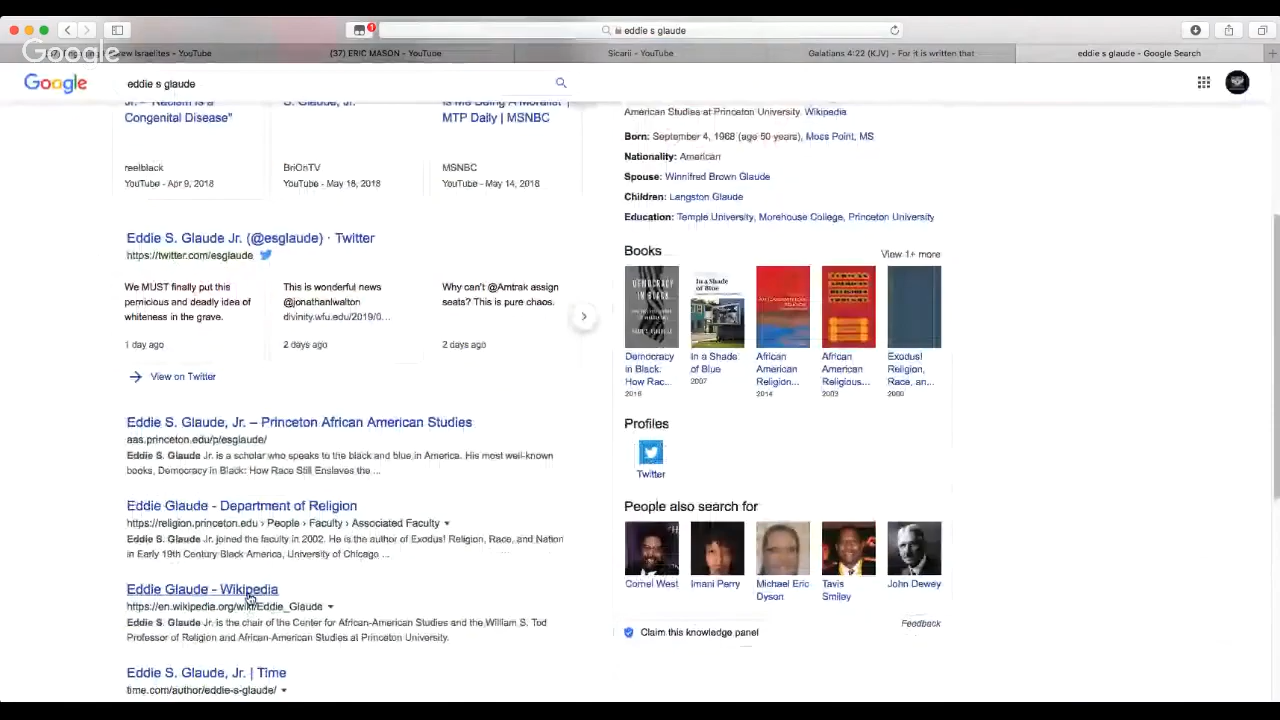 eddie s glaude
ew Israelites - YouTube
(37) ERIC MASON - YouTube
Sicarii - YouTube
Galatians 4:22 (KJV) - For it is written that
eddie s glaude - Google Search
Google
Google
eddie s glaude
Jr. – "Racism is a
Congenital Disease"
reelblack
YouTube - Apr 9, 2018
S. Glaude, Jr.
BriOnTV
YouTube - May 18, 2018
Is Me Being A Moralist |
MTP Daily | MSNBC
MSNBC
YouTube - May 14, 2018
Eddie S. Glaude Jr. (@esglaude) · Twitter
https://twitter.com/esglaude
We MUST finally put this
pernicious and deadly idea of
whiteness in the grave.
1 day ago
This is wonderful news
@jonathanlwalton
divinity.wfu.edu/2019/0...
2 days ago
Why can't @Amtrak assign
seats? This is pure chaos.
2 days ago
View on Twitter
Eddie S. Glaude, Jr. – Princeton African American Studies
aas.princeton.edu/p/esglaude/
Eddie S. Glaude Jr. is a scholar who speaks to the black and blue in America. His most well-known
books, Democracy in Black: How Race Still Enslaves the ...
Eddie Glaude - Department of Religion
https://religion.princeton.edu › People › Faculty › Associated Faculty
Eddie S. Glaude Jr. joined the faculty in 2002. He is the author of Exodus! Religion, Race, and Nation
in Early 19th Century Black America, University of Chicago ...
Eddie Glaude - Wikipedia
https://en.wikipedia.org/wiki/Eddie_Glaude
Eddie S. Glaude Jr. is the chair of the Center for African-American Studies and the William S. Tod
Professor of Religion and African-American Studies at Princeton University.
Eddie S. Glaude, Jr. | Time
time.com/author/eddie-s-glaude/
American Studies at Princeton University. Wikipedia
Born: September 4, 1968 (age 50 years), Moss Point, MS
Nationality: American
Spouse: Winnifred Brown Glaude
Children: Langston Glaude
Education: Temple University, Morehouse College, Princeton University
Books
View 1+ more
DEMOCRACY
IN BLACK
In a Shade
of Blue
Democracy
in Black:
How Rac...
2016
In a Shade
of Blue
2007
African
American
Religion...
2014
African
American
Religious...
2003
Exodus!
Religion,
Race, an...
2000
Profiles
Twitter
People also search for
Cornel West
Imani Perry
Michael Eric
Dyson
Tavis
Smiley
John Dewey
Feedback
Claim this knowledge panel